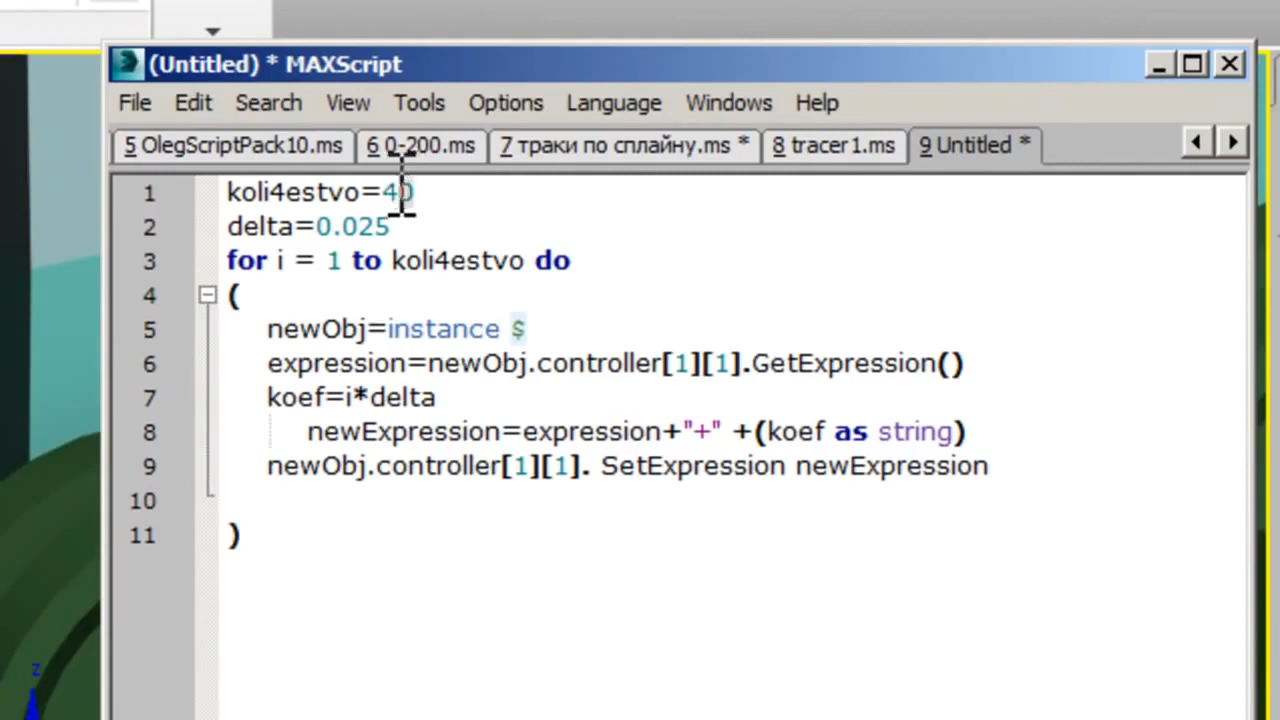 (Untitled) * MAXScript
File Edit Search View Tools Options Language Windows Help
5 OlegScriptPack10.ms 6 0-200.ms 7 траки по сплайну.ms * 8 tracer1.ms 9 Untitled *
1 koli4estvo=40
2 delta=0.025
3 for i = 1 to koli4estvo do
4 (
5 newObj=instance $
6 expression=newObj.controller[1][1].GetExpression()
7 koef=i*delta
8 newExpression=expression+"+" +(koef as string)
9 newObj.controller[1][1]. SetExpression newExpression
10
11 )
z